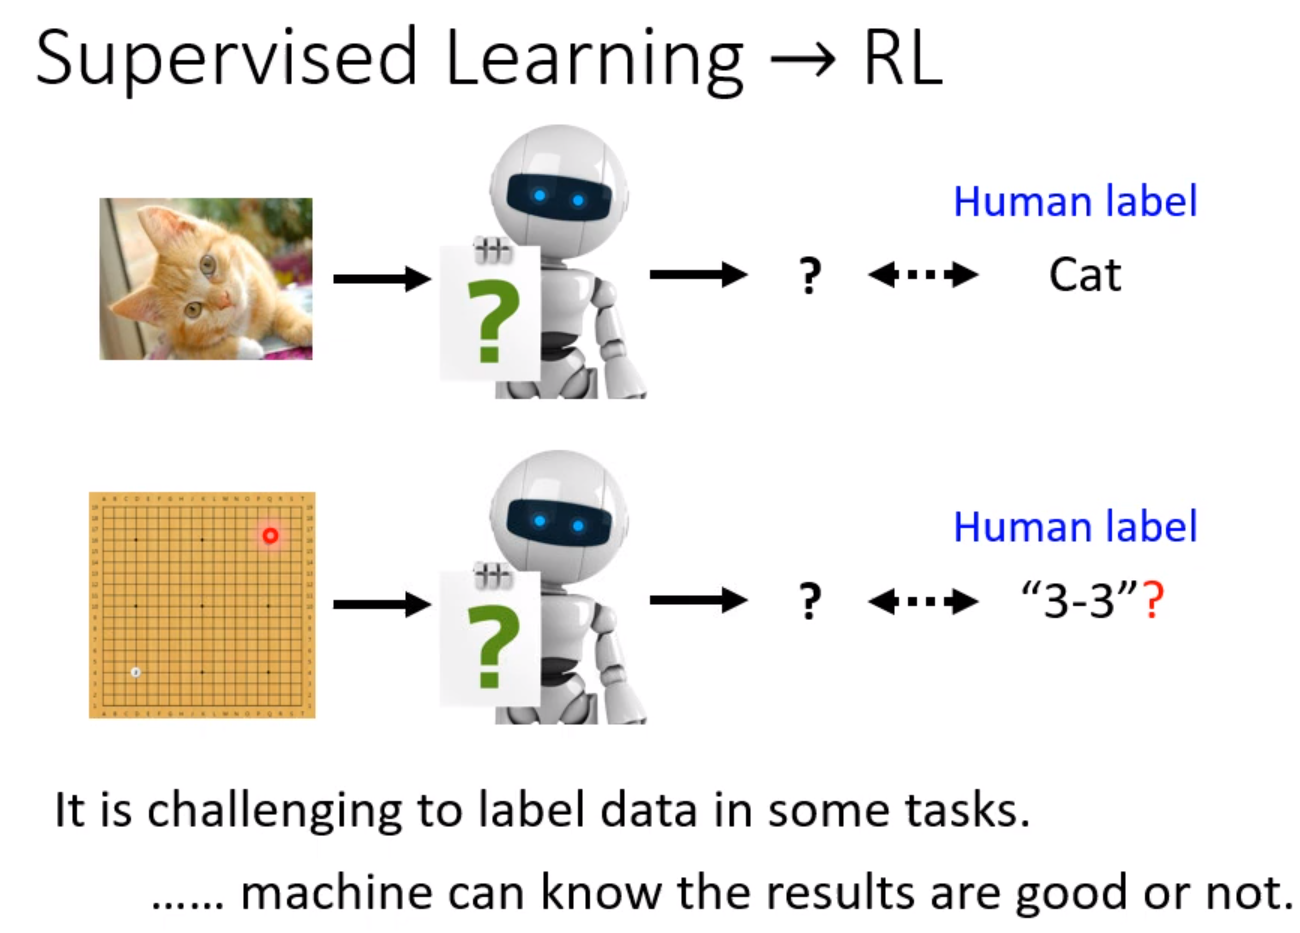 Supervised Learning → RL
Human label
?
?
Cat
Human label
?
?
“3-3”?
It is challenging to label data in some tasks.
…… machine can know the results are good or not.